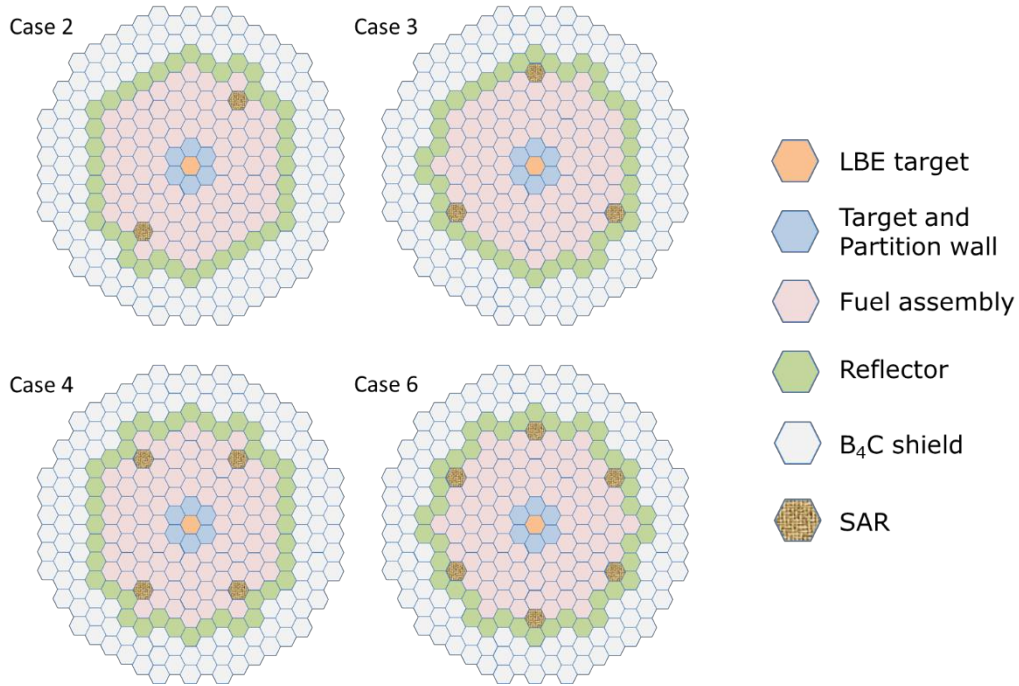 Case 2
Case 3
Case 4
Case 6
LBE target
Target and
Partition wall
Fuel assembly
Reflector
B₄C shield
SAR